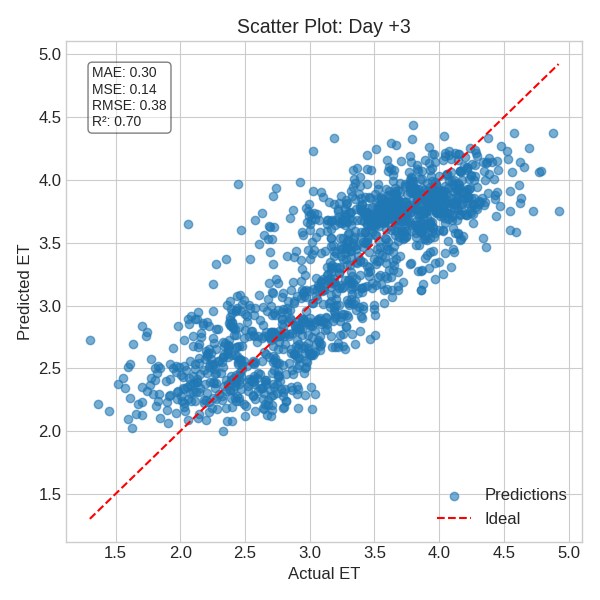 Scatter Plot: Day +3
MAE: 0.30
MSE: 0.14
RMSE: 0.38
R²: 0.70
5.0
4.5
4.0
3.5
3.0
2.5
2.0
1.5
Predicted ET
Predictions
Ideal
1.5 2.0 2.5 3.0 3.5 4.0 4.5 5.0
Actual ET